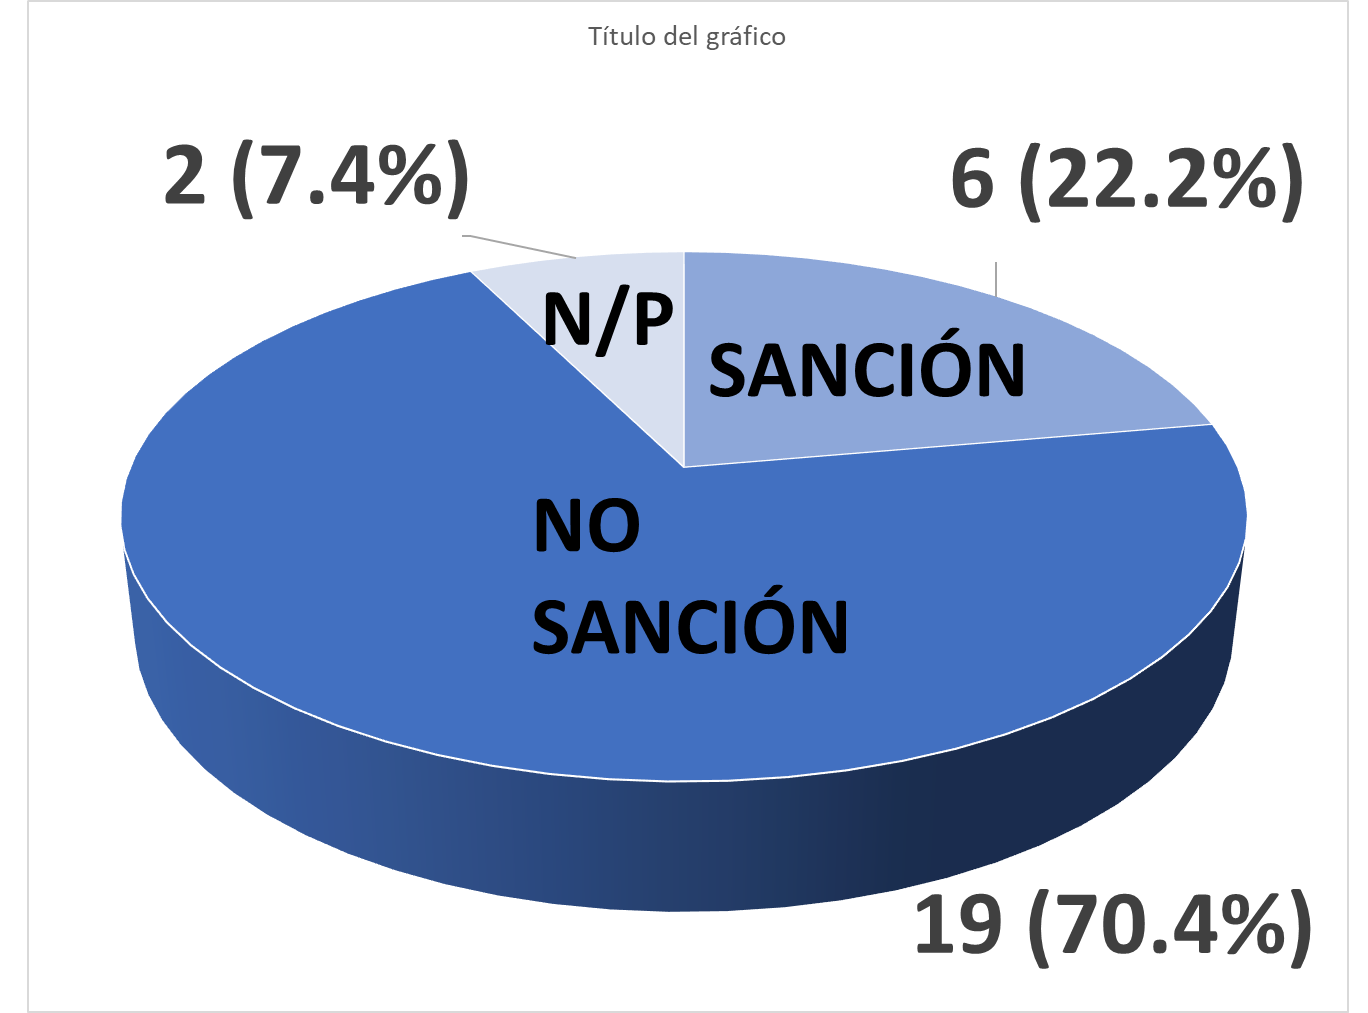 Título del gráfico
2 (7.4%)
6 (22.2%)
N/P
SANCIÓN
NO
SANCIÓN
19 (70.4%)